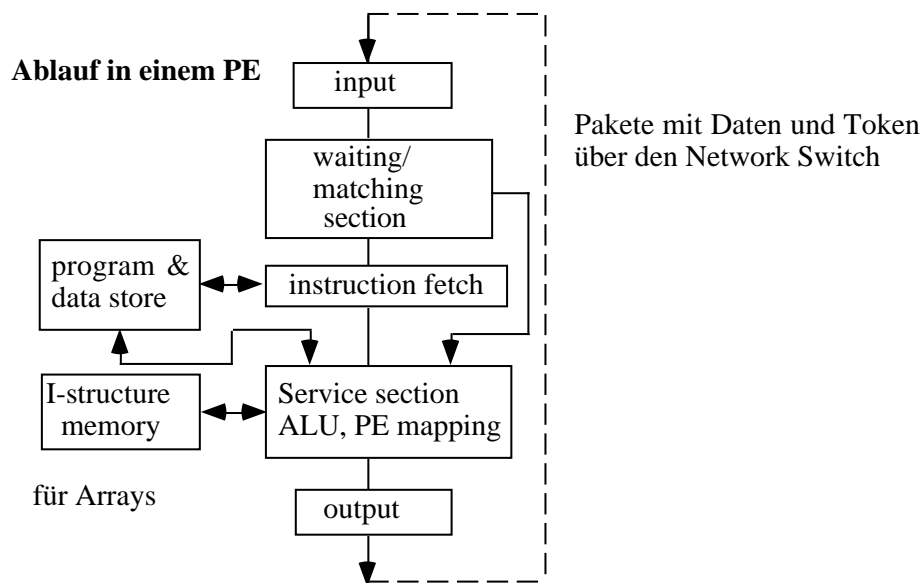 Ablauf in einem PE
input
Pakete mit Daten und Token
über den Network Switch
waiting/
matching
section
program &
data store
instruction fetch
I-structure
memory
Service section
ALU, PE mapping
für Arrays
output